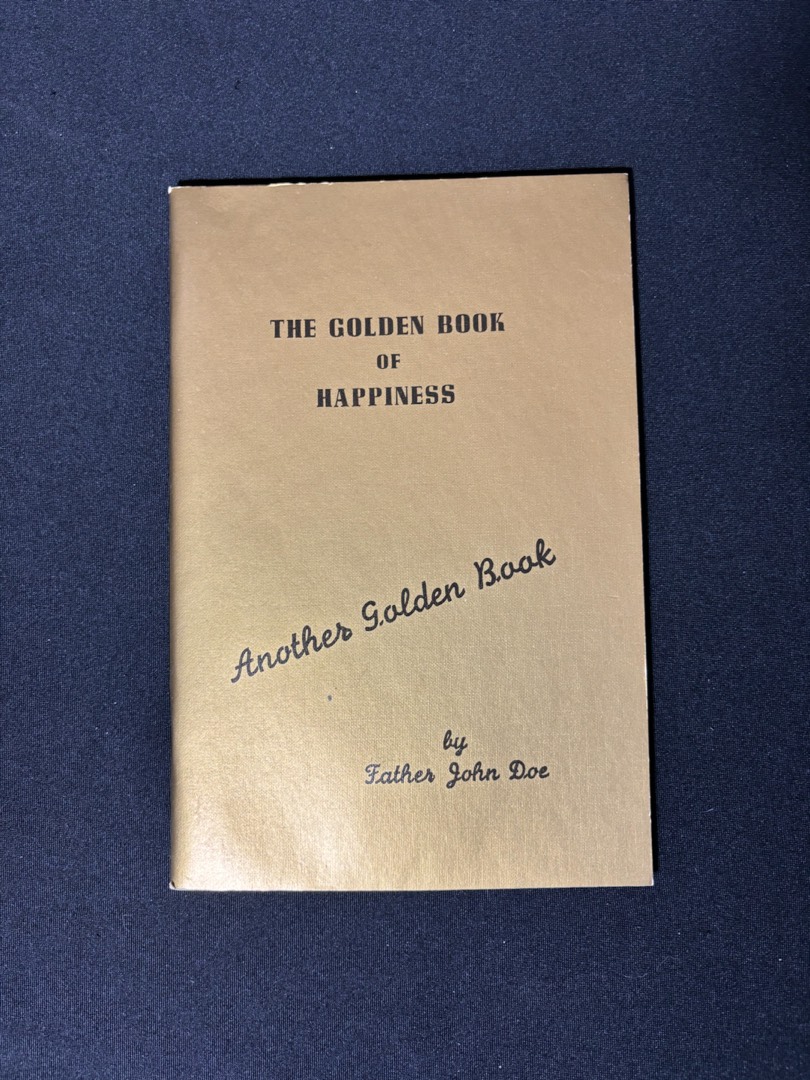 THE GOLDEN BOOK
OF
HAPPINESS
Another Golden Book
by
Father John Doe